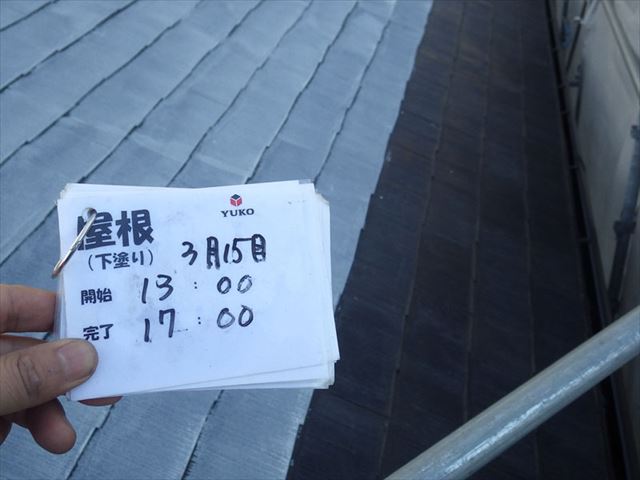 YUKO
屋根
(下塗り) 3月15日
開始 13:00
完了 17:00